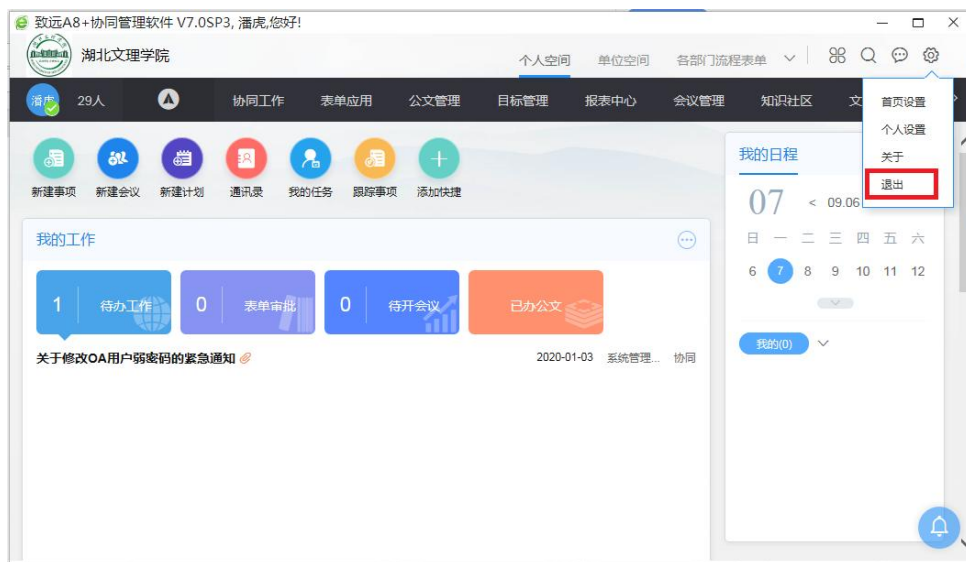 致远A8+协同管理软件 V7.0SP3, 潘虎,您好!
湖北文理学院
个人空间 单位空间 各部门流程表单
潘虎 29人 协同工作 表单应用 公文管理 目标管理 报表中心 会议管理 知识社区 文
首页设置
个人设置
关于
退出
新建事项 新建会议 新建计划 通讯录 我的任务 跟踪事项 添加快捷
我的日程
07 < 09.06
日 一 二 三 四 五 六
6 7 8 9 10 11 12
我的(0)
我的工作
1 待办工作 0 表单审批 0 待开会议 已办公文
关于修改OA用户弱密码的紧急通知 2020-01-03 系统管理... 协同